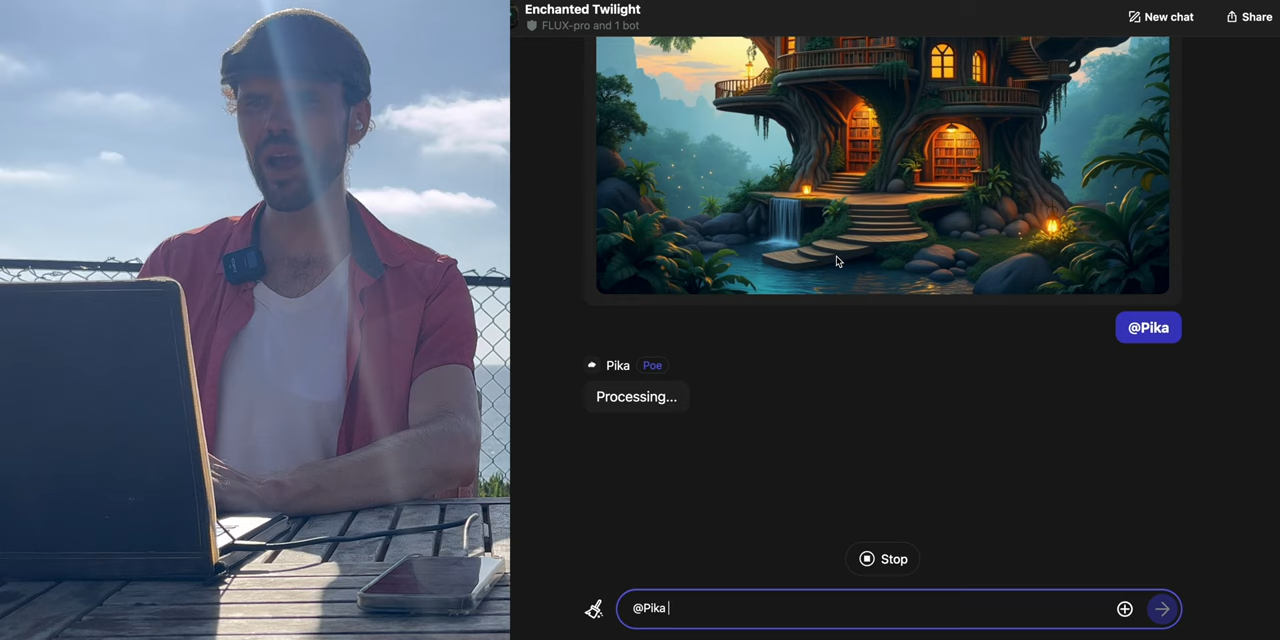 Enchanted Twilight
FLUX-pro and 1 bot
New chat
Share
@Pika
Pika Poe
Processing...
Stop
@Pika